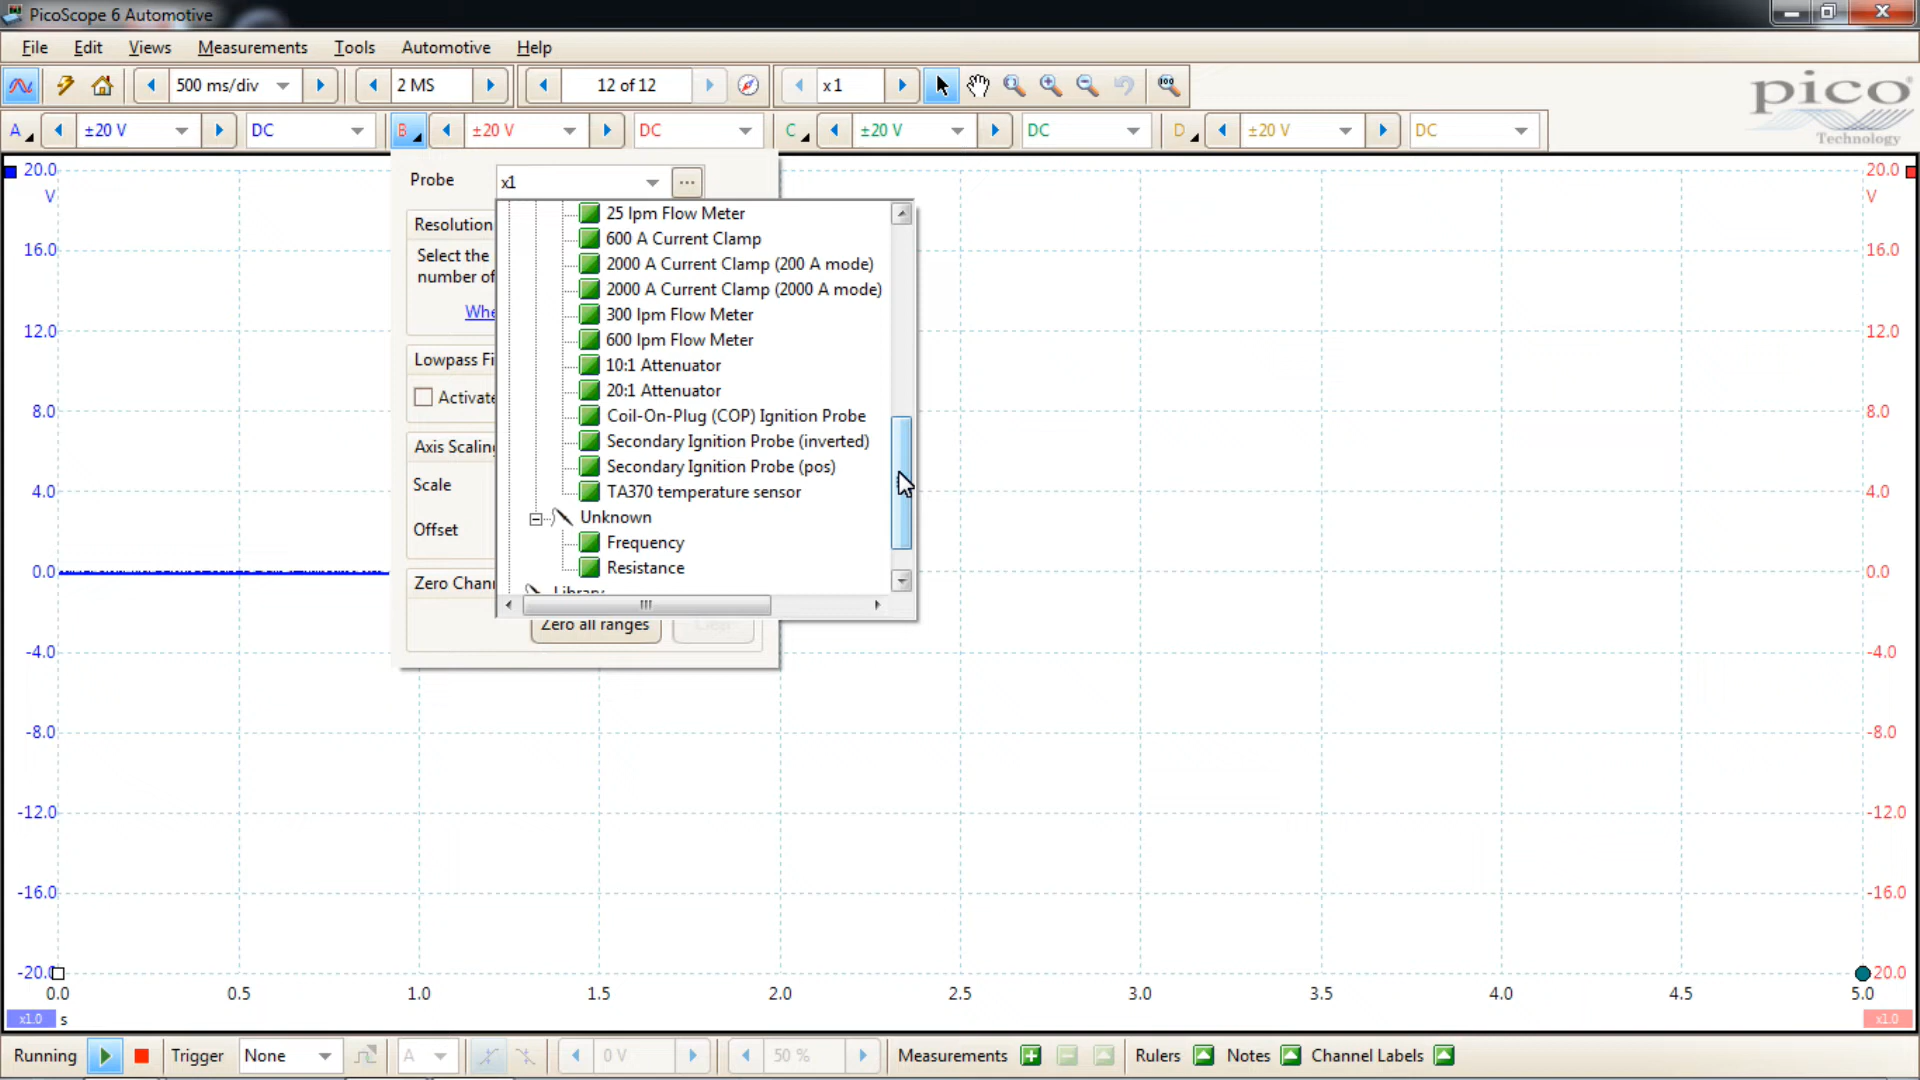 PicoScope 6 Automotive
File Edit Views Measurements Tools Automotive Help
500 ms/div 2 MS 12 of 12 x1
pico
Technology
A ±20 V DC B ±20 V DC C ±20 V DC D ±20 V DC
Probe x1 ...
Resolution
Select the
number of
Whe
Lowpass Fi
Activate
Axis Scaling
Scale
Offset
Zero Chan
Zero all ranges Clear
25 lpm Flow Meter
600 A Current Clamp
2000 A Current Clamp (200 A mode)
2000 A Current Clamp (2000 A mode)
300 lpm Flow Meter
600 lpm Flow Meter
10:1 Attenuator
20:1 Attenuator
Coil-On-Plug (COP) Ignition Probe
Secondary Ignition Probe (inverted)
Secondary Ignition Probe (pos)
TA370 temperature sensor
Unknown
Frequency
Resistance
Library
20.0
V
16.0
12.0
8.0
4.0
0.0
-4.0
-8.0
-12.0
-16.0
-20.0
20.0
V
16.0
12.0
8.0
4.0
0.0
-4.0
-8.0
-12.0
-16.0
20.0
0.0 0.5 1.0 1.5 2.0 2.5 3.0 3.5 4.0 4.5 5.0
x1.0 s x1.0
Running Trigger None A 0 V 50 % Measurements Rulers Notes Channel Labels